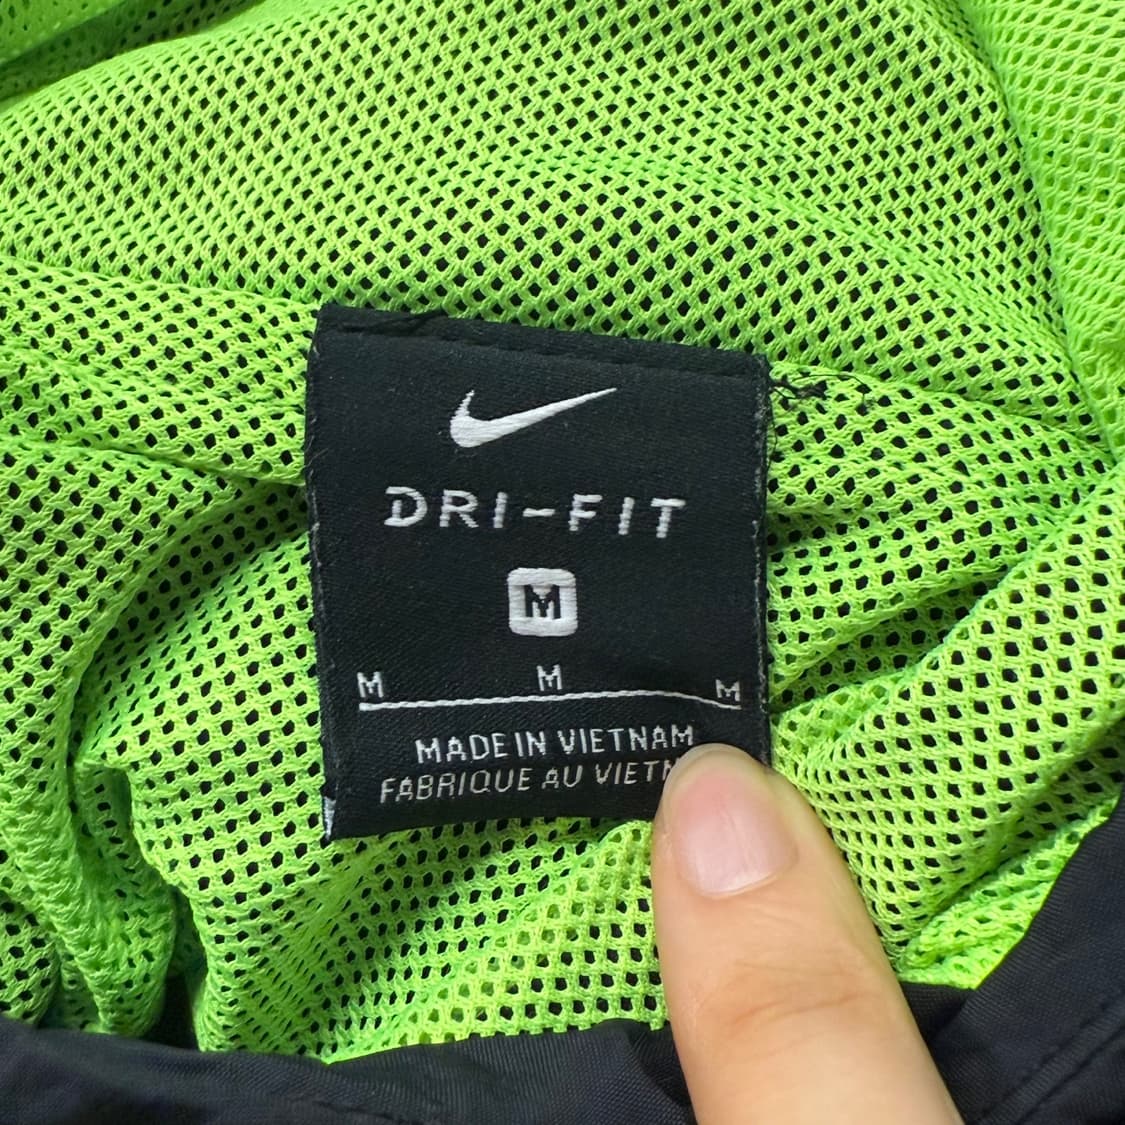 DRI-FIT
M
M M M
MADE IN VIETNAM
FABRIQUE AU